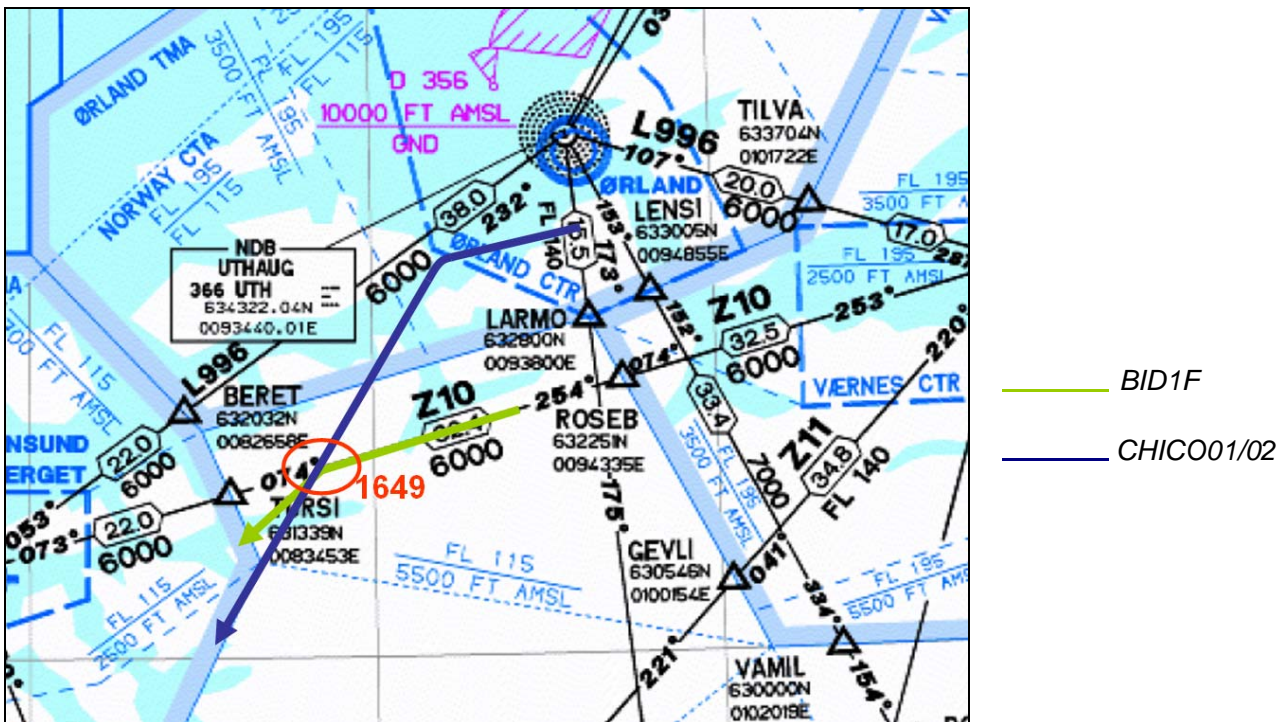 ØRLAND TMA
3500 FT AMSL
FL 195
FL 195
FL 115
D 356
10000 FT AMSL
GND
NORWAY CTA
FL 195
FL 115
L996
107°
20.0
6000
TILVA
633704N
0101722E
FL 195
3500 FT A
17.0
ØRLAND
38.0
232°
6000
FL 140
15.5
173°
153°
LENSI
633005N
0094855E
NDB
UTHAUG
366 UTH
634322.04N
0093440.01E
ØRLAND CTR
FL 195
2500 FT AMSL
LARMO
632800N
0093800E
152°
Z10
253°
32.5
6000
220°
FL 115
L996
BERET
632032N
0082658E
Z10
254°
6000
074°
ROSEB
632251N
0094335E
33.4
7000
VÆRNES CTR
Z11
34.8
FL 140
3500 FT AMSL
FL 195
NSUND
ERGET
22.0
6000
053°
073°
22.0
6000
074°
1649
0083453E
175°
FL 115
5500 FT AMSL
FL 115
2500 FT AMSL
GEVLI
630546N
0100154E
041°
334°
FL 195
5500 FT AMSL
221°
VAMIL
630000N
0102019E
154°
BID1F
CHICO01/02